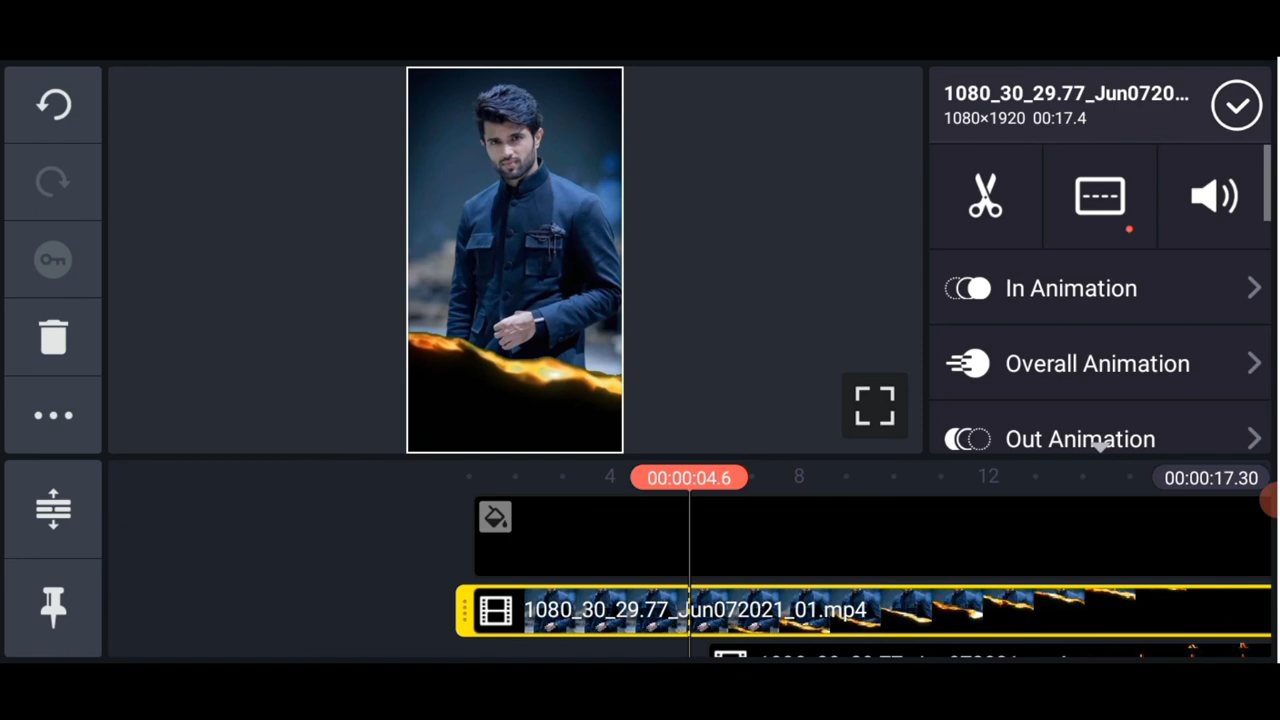 1080_30_29.77_Jun0720...
1080×1920 00:17.4
In Animation
Overall Animation
Out Animation
4
00:00:04.6
8
12
00:00:17.30
1080_30_29.77_Jun072021_01.mp4